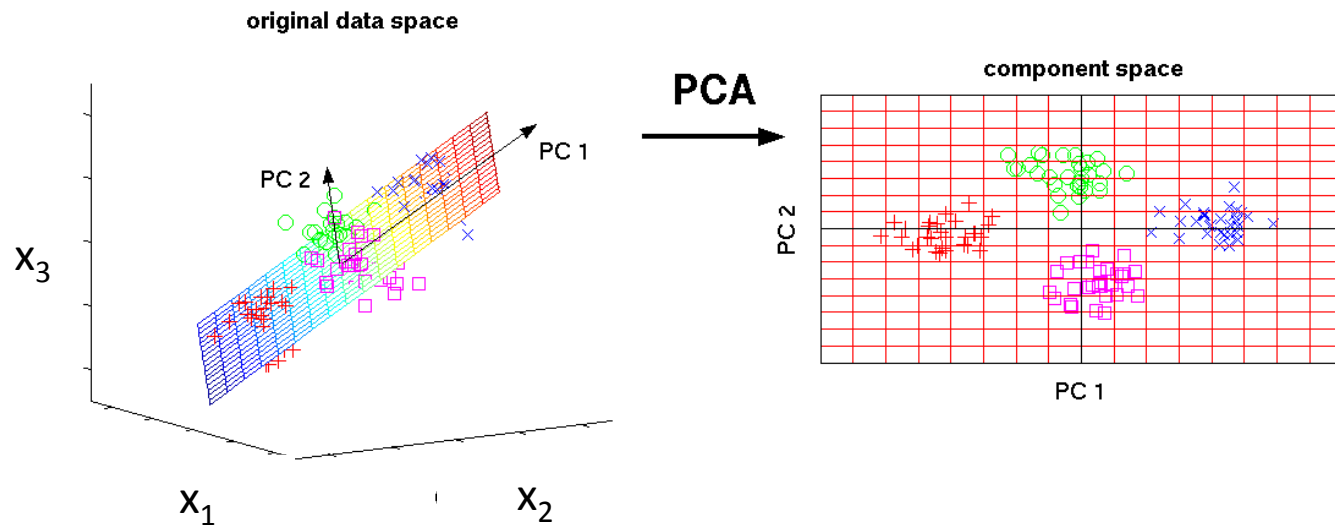 original data space
PCA
component space
PC 1
PC 2
X3
X1
X2
PC 2
PC 1